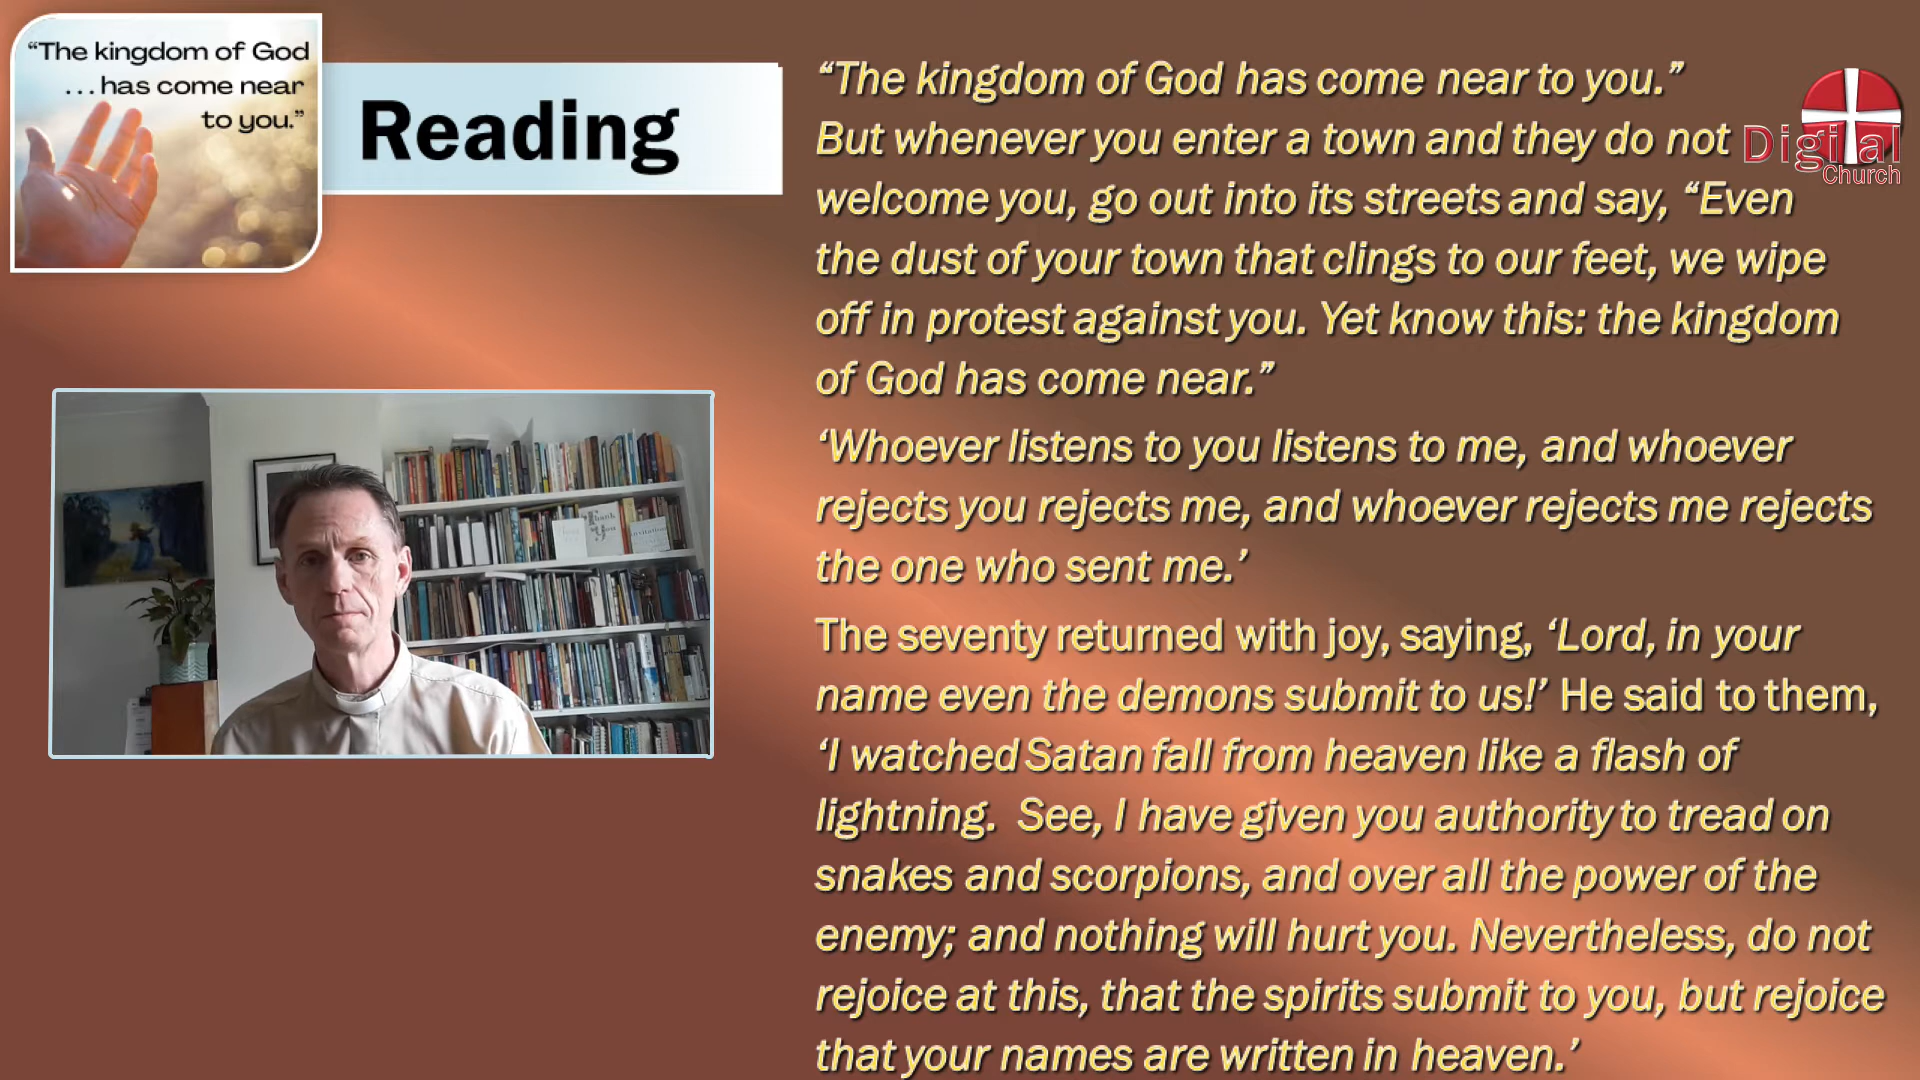 “The kingdom of God
...has come near
to you.”
Reading
“The kingdom of God has come near to you.”
But whenever you enter a town and they do not
welcome you, go out into its streets and say, “Even
the dust of your town that clings to our feet, we wipe
off in protest against you. Yet know this: the kingdom
of God has come near.”
‘Whoever listens to you listens to me, and whoever
rejects you rejects me, and whoever rejects me rejects
the one who sent me.’
The seventy returned with joy, saying, ‘Lord, in your
name even the demons submit to us!’ He said to them,
‘I watched Satan fall from heaven like a flash of
lightning. See, I have given you authority to tread on
snakes and scorpions, and over all the power of the
enemy; and nothing will hurt you. Nevertheless, do not
rejoice at this, that the spirits submit to you, but rejoice
that your names are written in heaven.’
Digital
Church
Thank
You